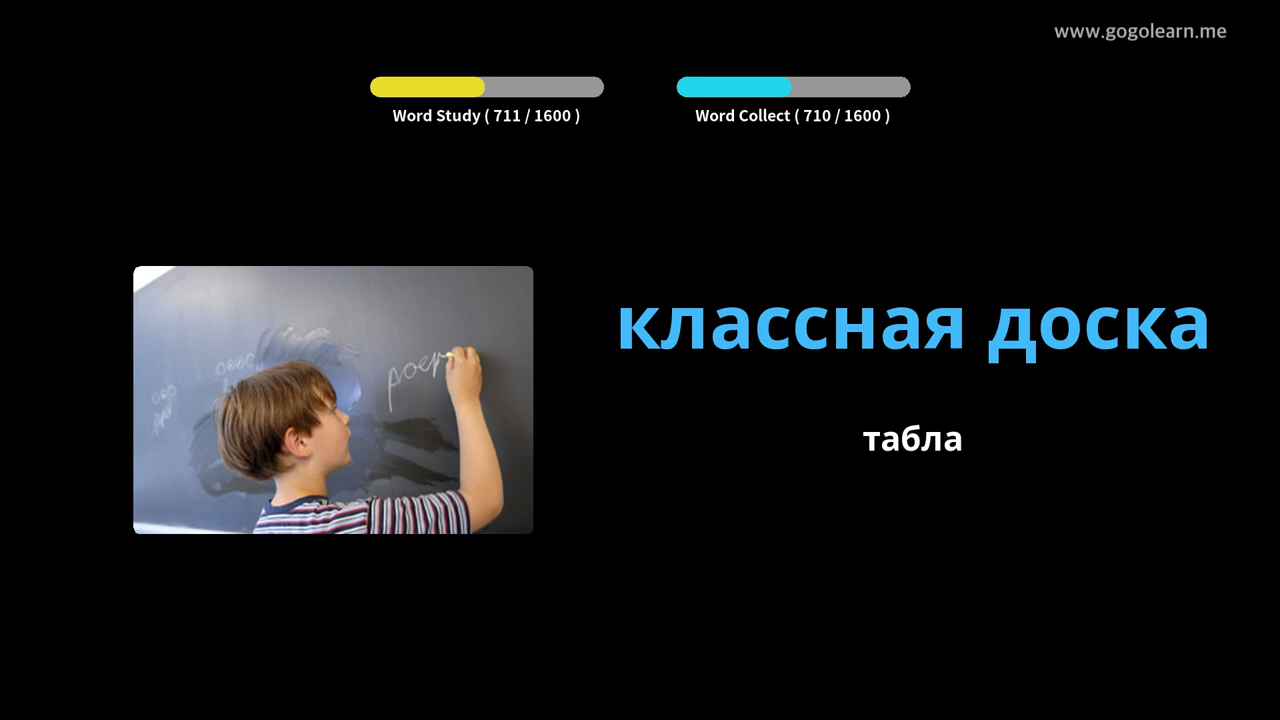 www.gogolearn.me
Word Study ( 711 / 1600 )
Word Collect ( 710 / 1600 )
классная доска
табла